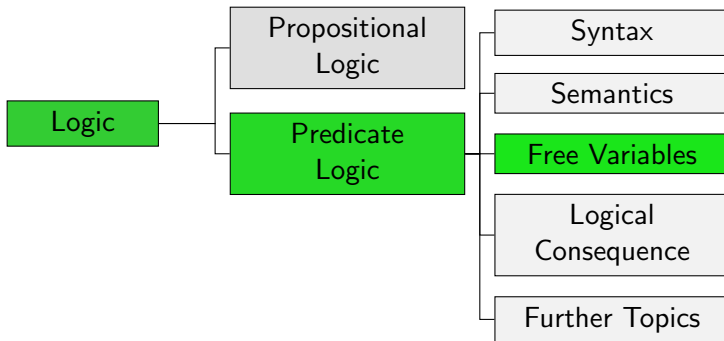 Logic
Propositional
Logic
Predicate
Logic
Syntax
Semantics
Free Variables
Logical
Consequence
Further Topics